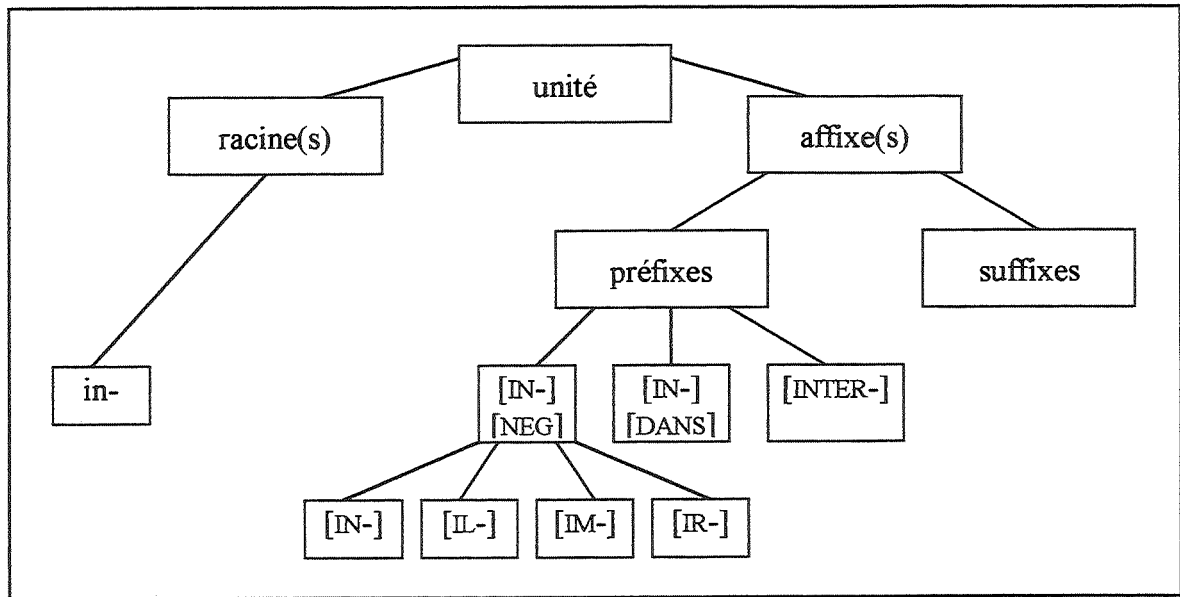 unité
racine(s)
affixe(s)
préfixes
suffixes
in-
[IN-]
[NEG]
[IN-]
[DANS]
[INTER-]
[IN-]
[IL-]
[IM-]
[IR-]